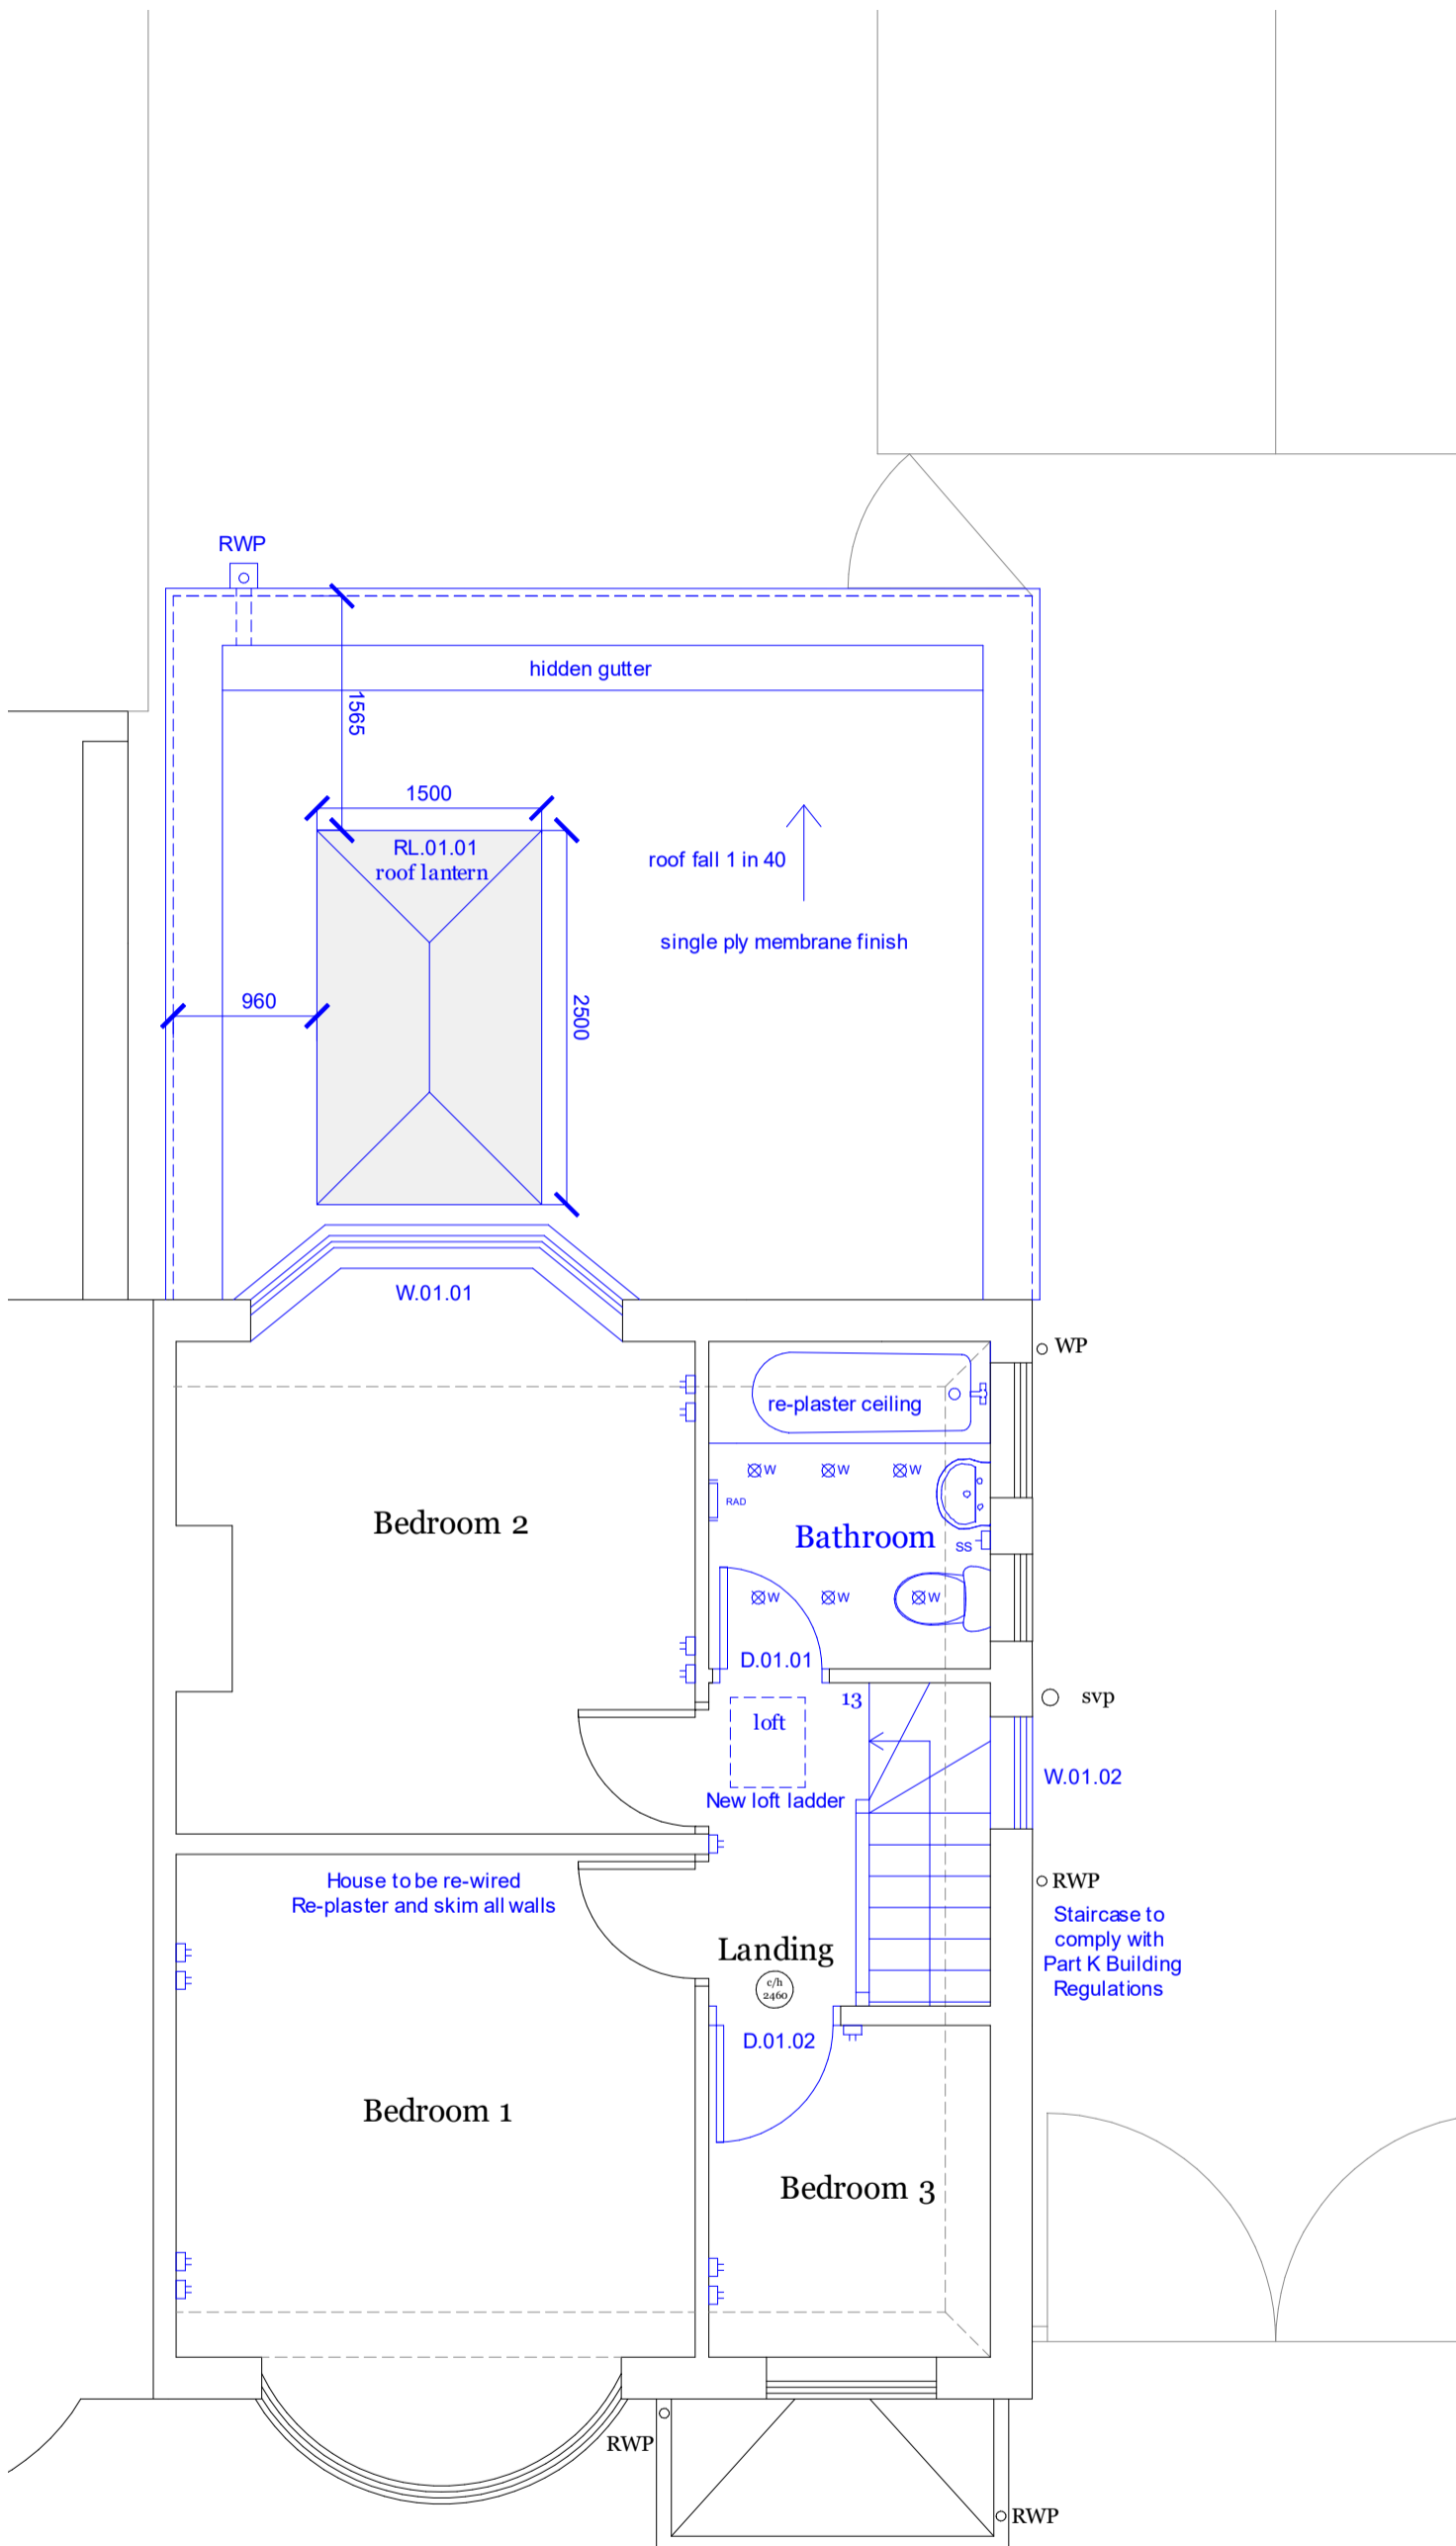 RWP
hidden gutter
1565
1500
RL.01.01
roof lantern
roof fall 1 in 40
single ply membrane finish
960
2500
W.01.01
WP
re-plaster ceiling
W W W
RAD
Bedroom 2
Bathroom
SS
W W W
D.01.01
13
svp
loft
W.01.02
New loft ladder
House to be re-wired
Re-plaster and skim all walls
RWP
Staircase to
comply with
Part K Building
Regulations
Landing
c/h
2460
D.01.02
Bedroom 1
Bedroom 3
RWP
RWP